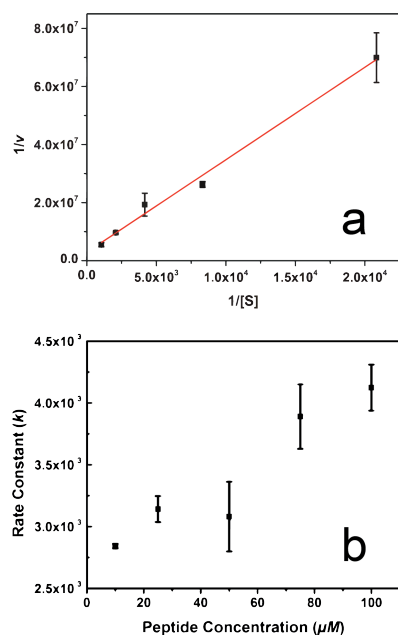 8.0x10⁷
6.0x10⁷
4.0x10⁷
2.0x10⁷
0.0
1/v
0.0 5.0x10³ 1.0x10⁴ 1.5x10⁴ 2.0x10⁴
1/[S]
a
4.5x10³
4.0x10³
3.5x10³
3.0x10³
2.5x10³
Rate Constant (k)
0 20 40 60 80 100
Peptide Concentration (μM)
b